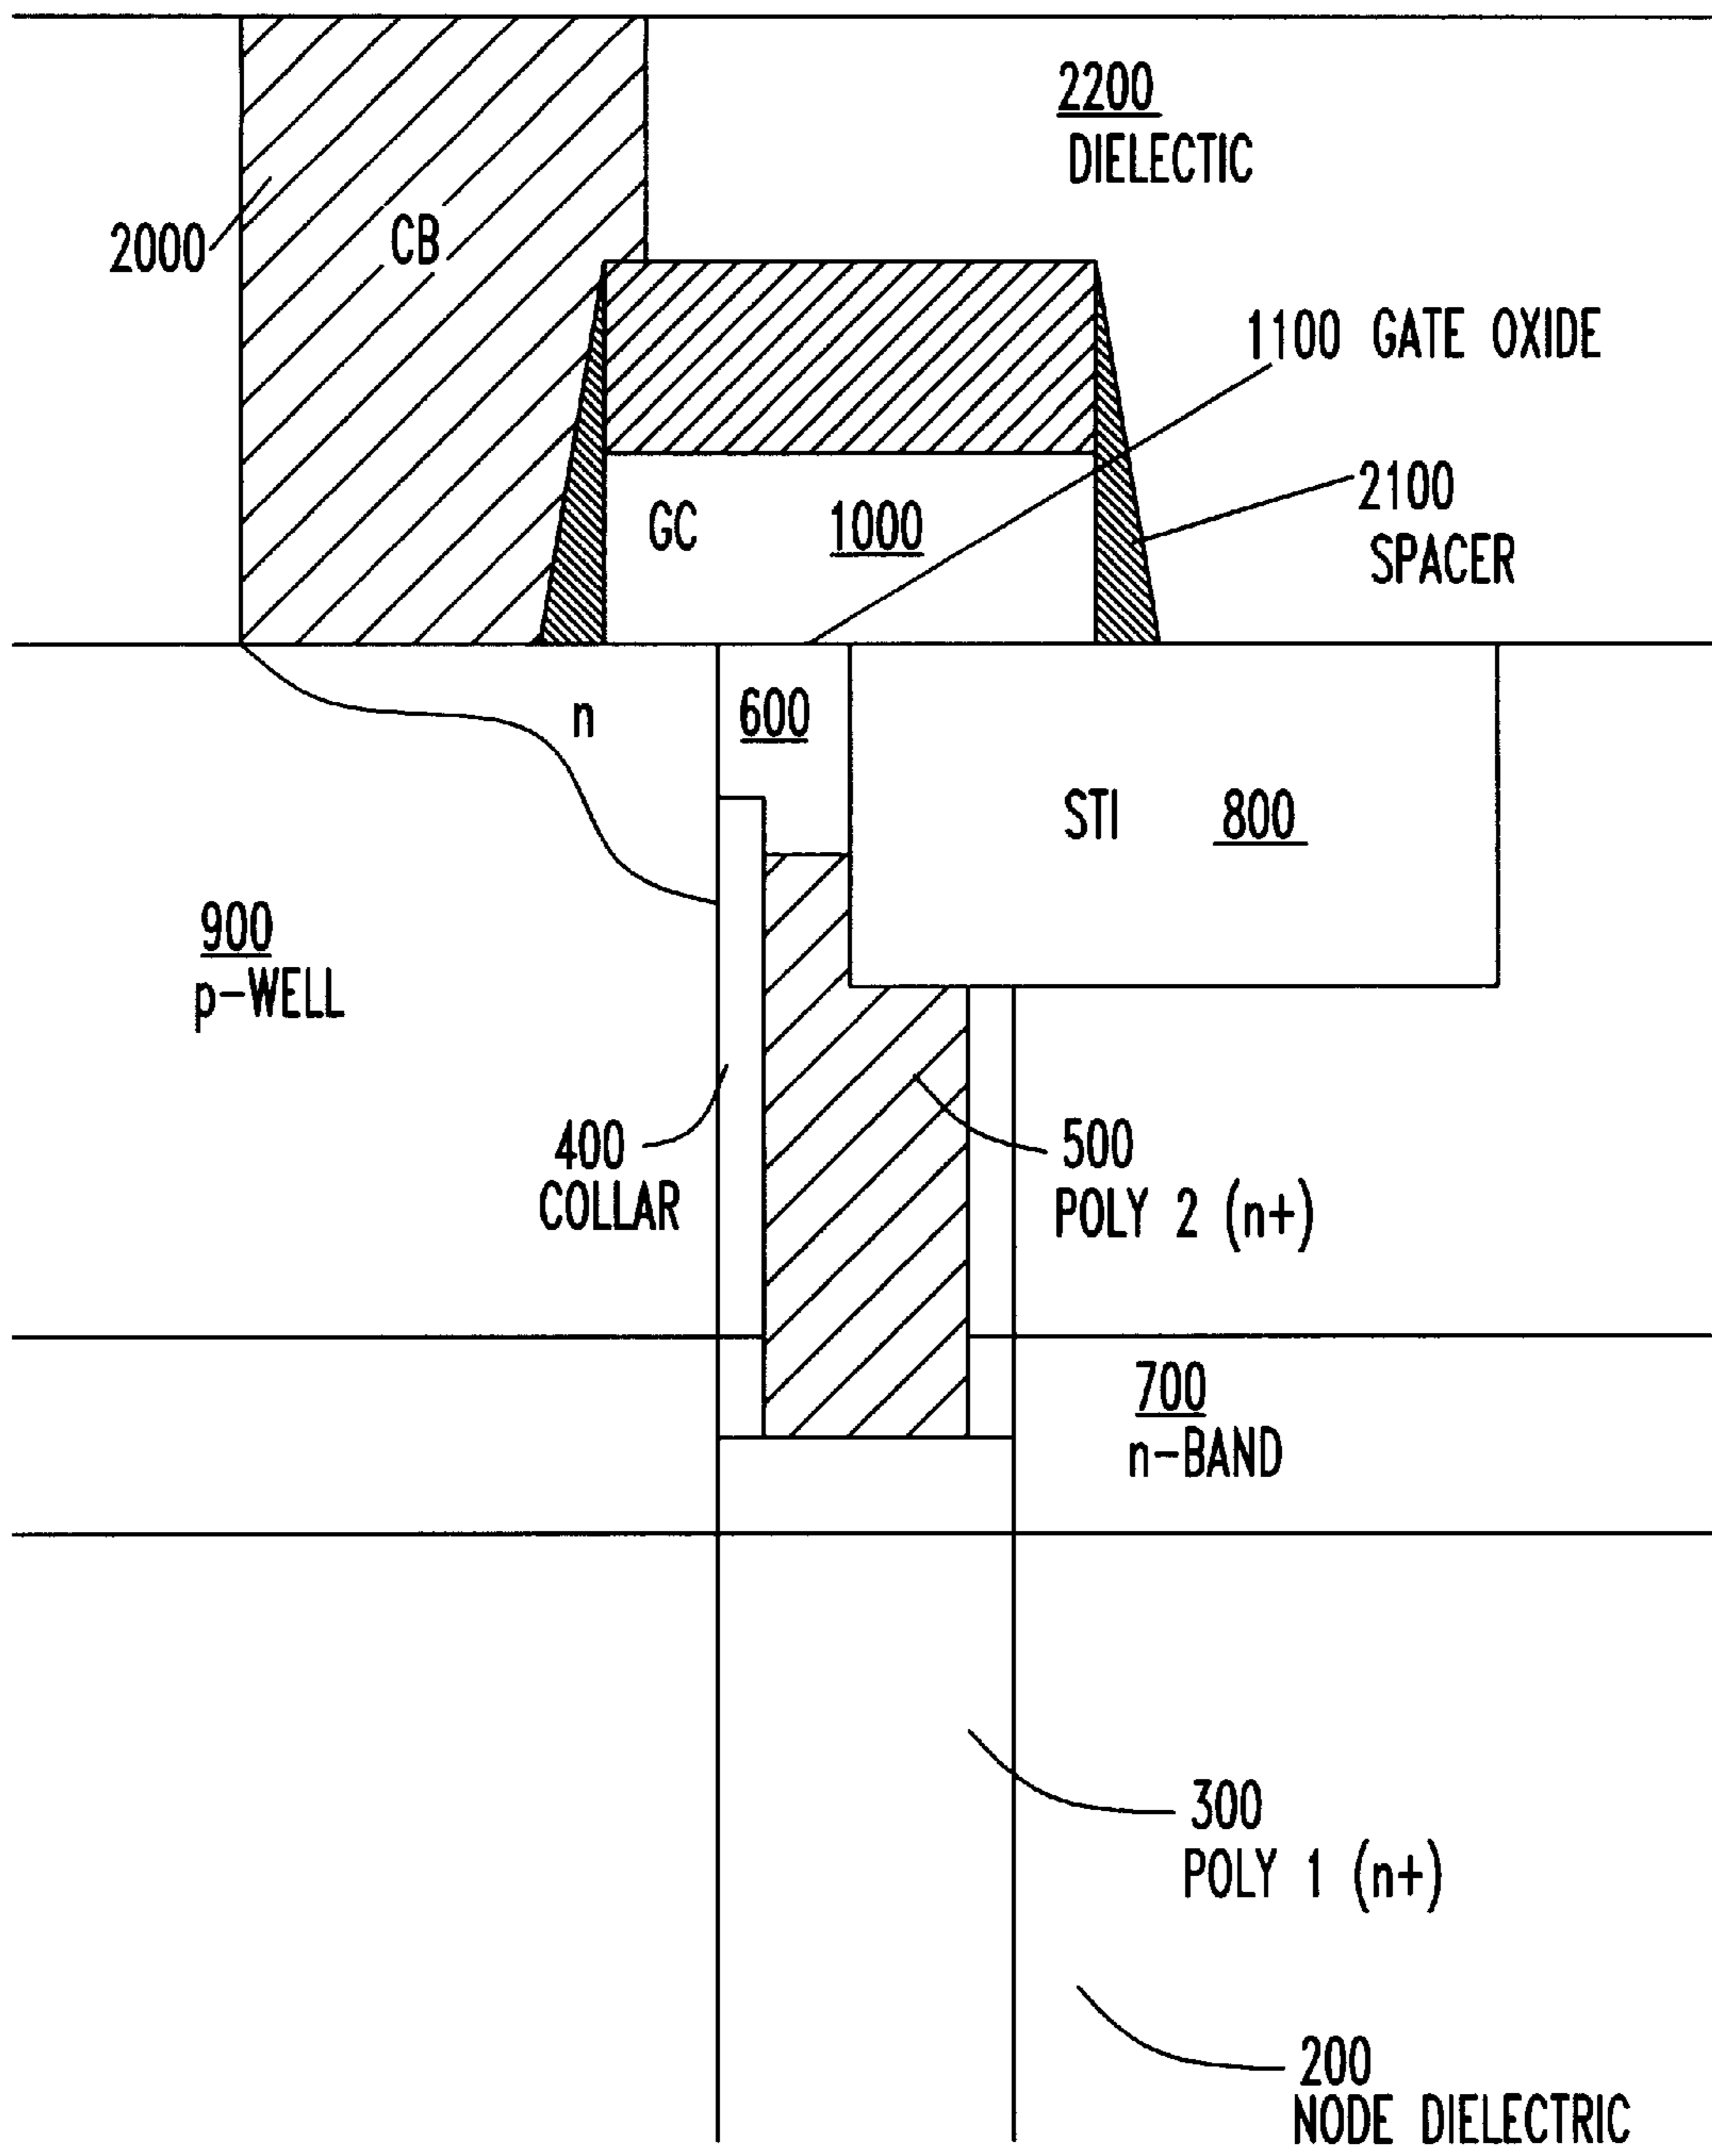 2200
DIELECTIC
2000
CB
1100 GATE OXIDE
GC 1000
2100
SPACER
n
600
STI 800
900
p-WELL
400
COLLAR
500
POLY 2 (n+)
700
n-BAND
300
POLY 1 (n+)
200
NODE DIELECTRIC